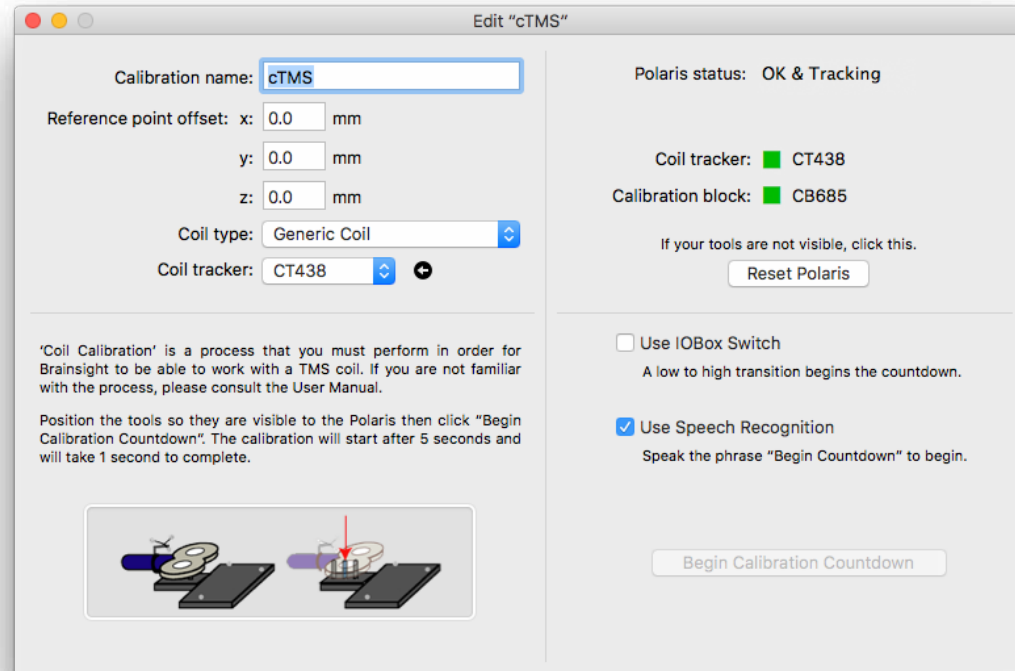 Edit “cTMS”
Calibration name: cTMS
Reference point offset: x: 0.0 mm
y: 0.0 mm
z: 0.0 mm
Coil type: Generic Coil
Coil tracker: CT438
‘Coil Calibration’ is a process that you must perform in order for
Brainsight to be able to work with a TMS coil. If you are not familiar
with the process, please consult the User Manual.
Position the tools so they are visible to the Polaris then click “Begin
Calibration Countdown”. The calibration will start after 5 seconds and
will take 1 second to complete.
Polaris status: OK & Tracking
Coil tracker: CT438
Calibration block: CB685
If your tools are not visible, click this.
Reset Polaris
Use IOBox Switch
A low to high transition begins the countdown.
Use Speech Recognition
Speak the phrase “Begin Countdown” to begin.
Begin Calibration Countdown